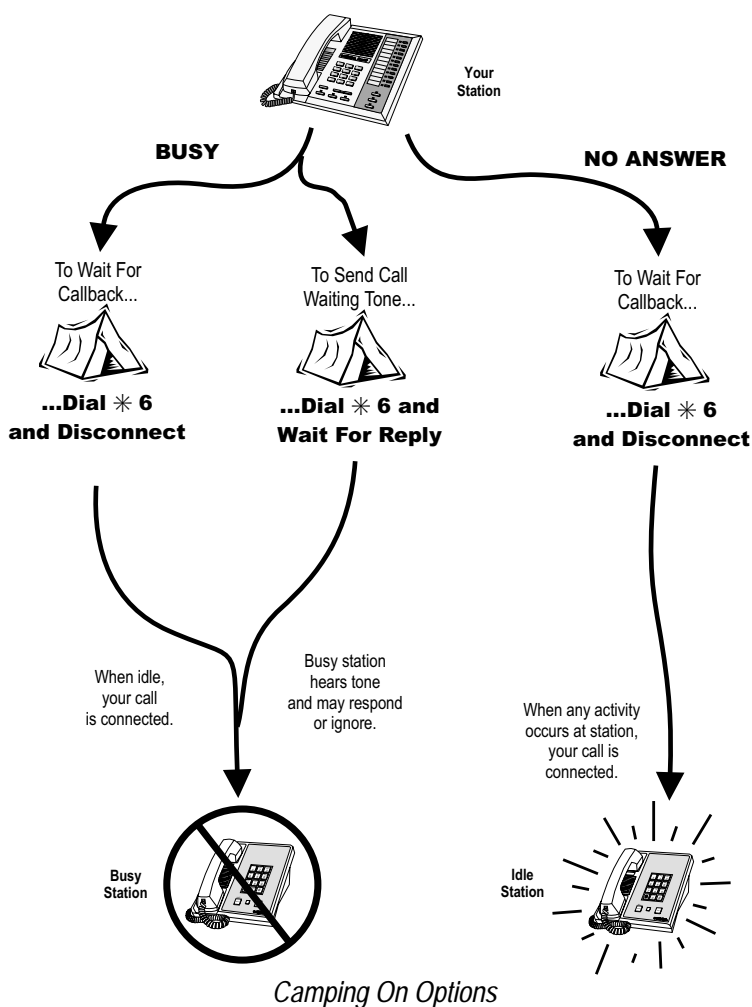 Your
Station
BUSY
NO ANSWER
To Wait For
Callback...
...Dial ✳ 6
and Disconnect
To Send Call
Waiting Tone...
...Dial ✳ 6 and
Wait For Reply
To Wait For
Callback...
...Dial ✳ 6
and Disconnect
When idle,
your call
is connected.
Busy station
hears tone
and may respond
or ignore.
When any activity
occurs at station,
your call is
connected.
Busy
Station
Idle
Station
Camping On Options